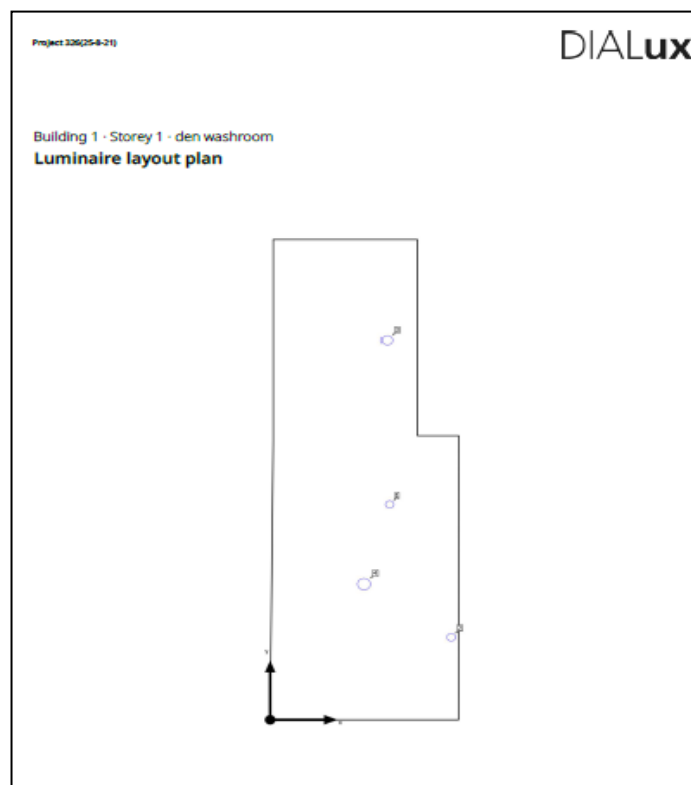 Project 326(25-8-21)
DIALux
Building 1 · Storey 1 · den washroom
Luminaire layout plan